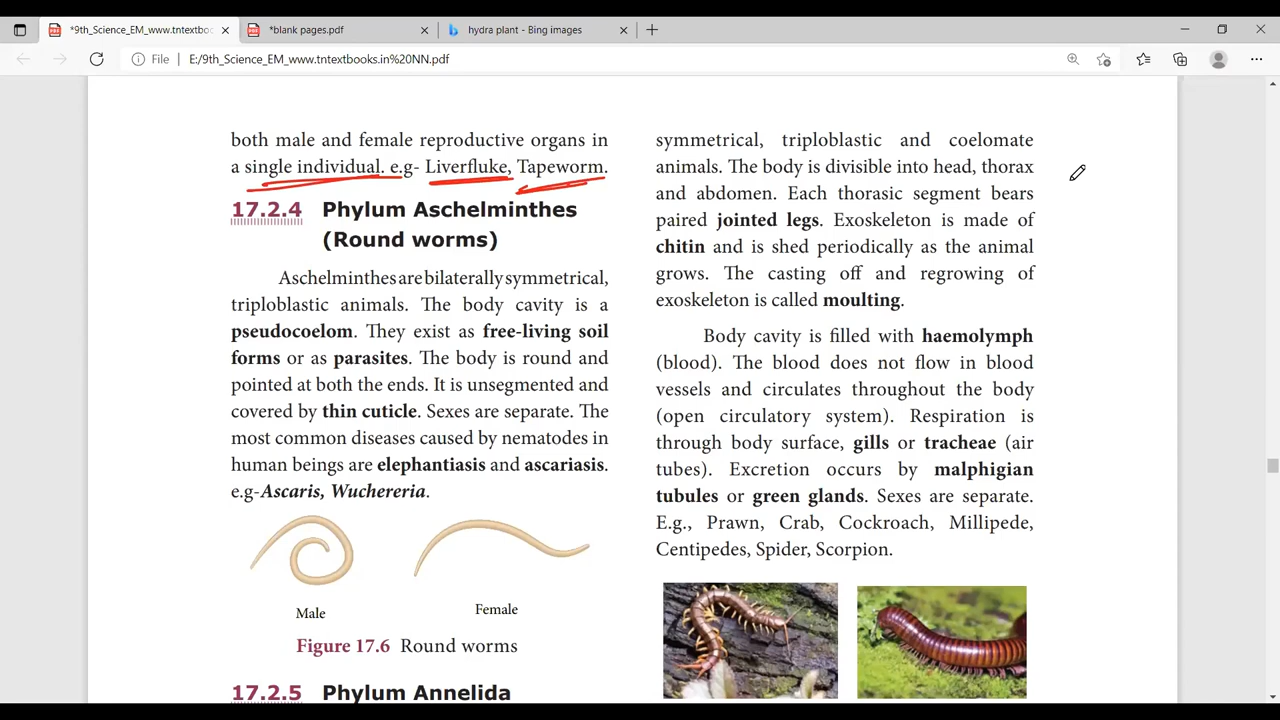 *9th_Science_EM_www.tntextboo
*blank pages.pdf
hydra plant - Bing images
File
E:/9th_Science_EM_www.tntextbooks.in%20NN.pdf
both male and female reproductive organs in
a single individual. e.g- Liverfluke, Tapeworm.
17.2.4 Phylum Aschelminthes
(Round worms)
Aschelminthes are bilaterally symmetrical,
triploblastic animals. The body cavity is a
pseudocoelom. They exist as free-living soil
forms or as parasites. The body is round and
pointed at both the ends. It is unsegmented and
covered by thin cuticle. Sexes are separate. The
most common diseases caused by nematodes in
human beings are elephantiasis and ascariasis.
e.g-Ascaris, Wuchereria.
Male
Female
Figure 17.6 Round worms
17.2.5 Phylum Annelida
symmetrical, triploblastic and coelomate
animals. The body is divisible into head, thorax
and abdomen. Each thorasic segment bears
paired jointed legs. Exoskeleton is made of
chitin and is shed periodically as the animal
grows. The casting off and regrowing of
exoskeleton is called moulting.
Body cavity is filled with haemolymph
(blood). The blood does not flow in blood
vessels and circulates throughout the body
(open circulatory system). Respiration is
through body surface, gills or tracheae (air
tubes). Excretion occurs by malphigian
tubules or green glands. Sexes are separate.
E.g., Prawn, Crab, Cockroach, Millipede,
Centipedes, Spider, Scorpion.